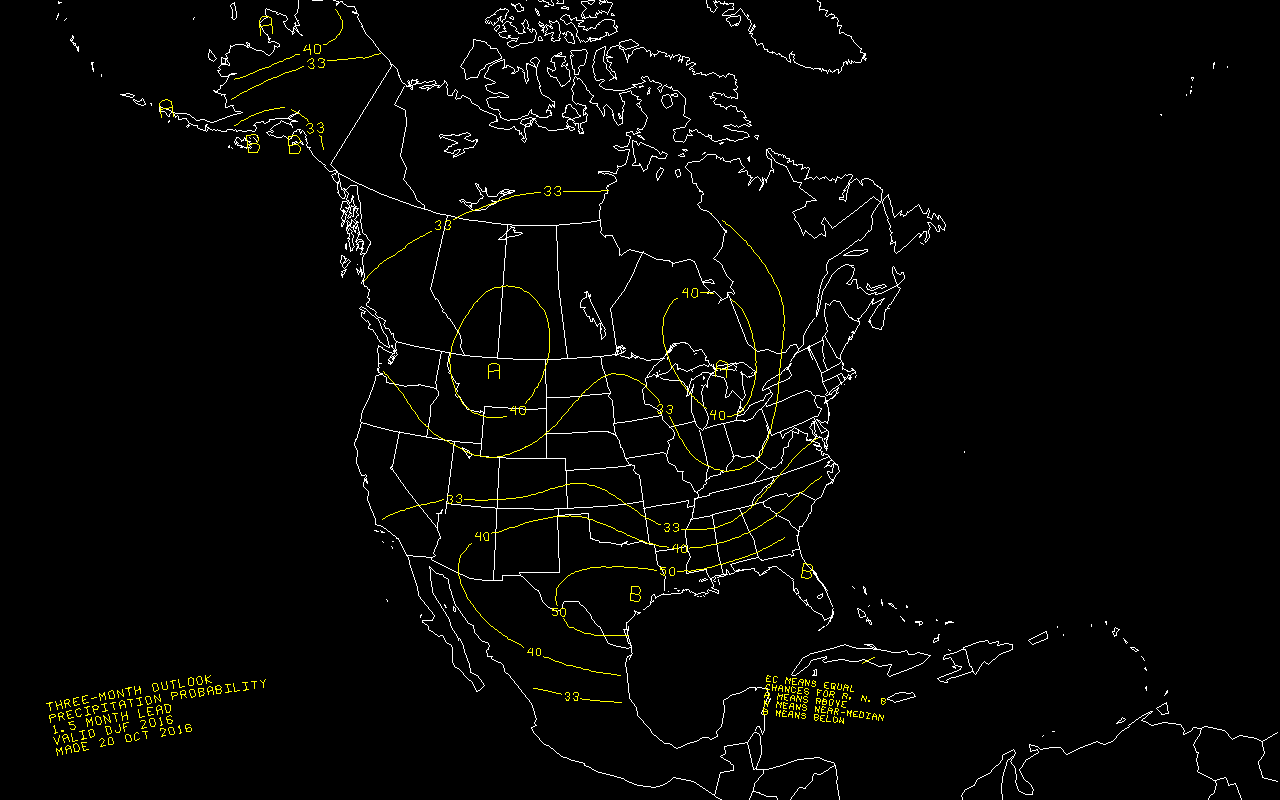 A
40
33
A
33
B
B
33
33
40
A
40
A
33
40
33
33
40
40
50
B
B
50
40
33
THREE-MONTH OUTLOOK
PRECIPITATION PROBABILITY
1.5 MONTH LEAD
VALID DJF 2016
MADE 20 OCT 2016
EC MEANS EQUAL
CHANCES FOR A, N, B
A MEANS ABOVE
N MEANS NEAR-MEDIAN
B MEANS BELOW